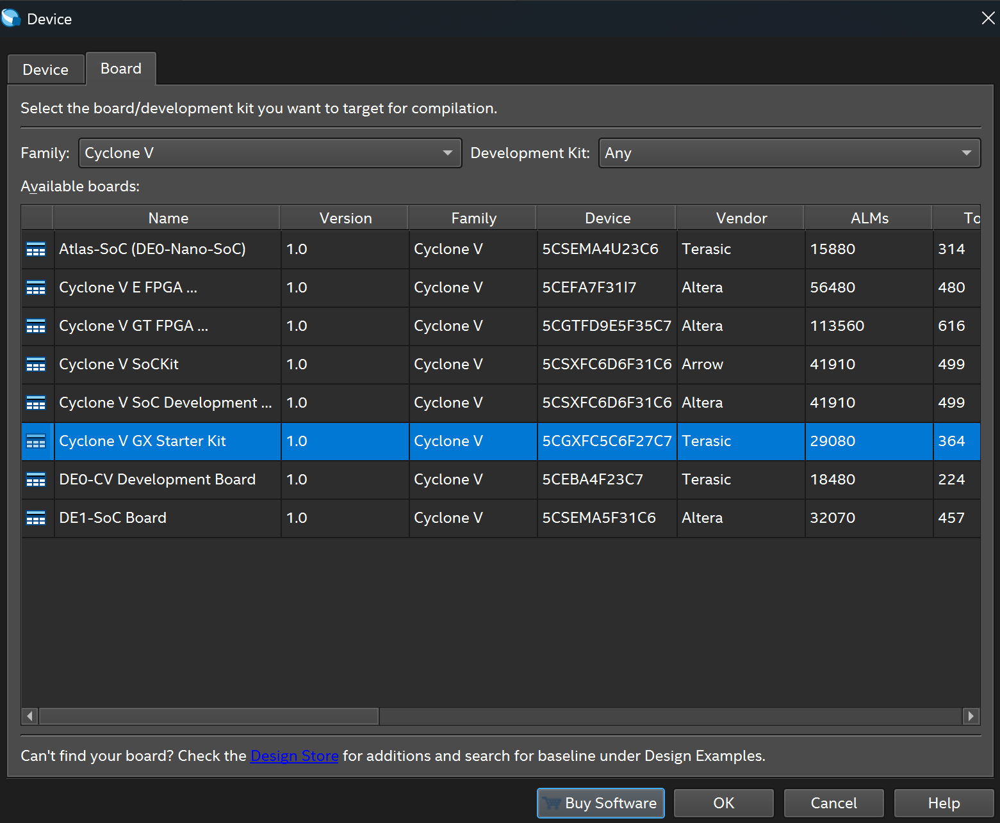 Device
Device Board
Select the board/development kit you want to target for compilation.
Family: Cyclone V Development Kit: Any
Available boards:
Name Version Family Device Vendor ALMs To
Atlas-SoC (DE0-Nano-SoC) 1.0 Cyclone V 5CSEMA4U23C6 Terasic 15880 314
Cyclone V E FPGA ... 1.0 Cyclone V 5CEFA7F31I7 Altera 56480 480
Cyclone V GT FPGA ... 1.0 Cyclone V 5CGTFD9E5F35C7 Altera 113560 616
Cyclone V SoCKit 1.0 Cyclone V 5CSXFC6D6F31C6 Arrow 41910 499
Cyclone V SoC Development ... 1.0 Cyclone V 5CSXFC6D6F31C6 Altera 41910 499
Cyclone V GX Starter Kit 1.0 Cyclone V 5CGXFC5C6F27C7 Terasic 29080 364
DE0-CV Development Board 1.0 Cyclone V 5CEBA4F23C7 Terasic 18480 224
DE1-SoC Board 1.0 Cyclone V 5CSEMA5F31C6 Altera 32070 457
Can't find your board? Check the Design Store for additions and search for baseline under Design Examples.
Buy Software OK Cancel Help